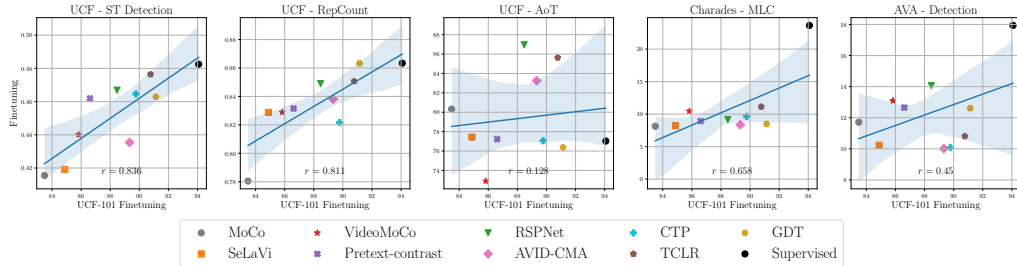 UCF - ST Detection
UCF - RepCount
UCF - AoT
Charades - MLC
AVA - Detection
Finetuning
0.50
0.48
0.46
0.44
0.42
r = 0.836
84 86 88 90 92 94
UCF-101 Finetuning
0.88
0.86
0.84
0.82
0.80
0.78
r = 0.811
84 86 88 90 92 94
UCF-101 Finetuning
88
86
84
82
80
78
76
74
r = 0.128
84 86 88 90 92 94
UCF-101 Finetuning
25
20
15
10
5
0
r = 0.658
84 86 88 90 92 94
UCF-101 Finetuning
18
16
14
12
10
8
r = 0.45
84 86 88 90 92 94
UCF-101 Finetuning
MoCo VideoMoCo RSPNet CTP GDT
SeLaVi Pretext-contrast AVID-CMA TCLR Supervised